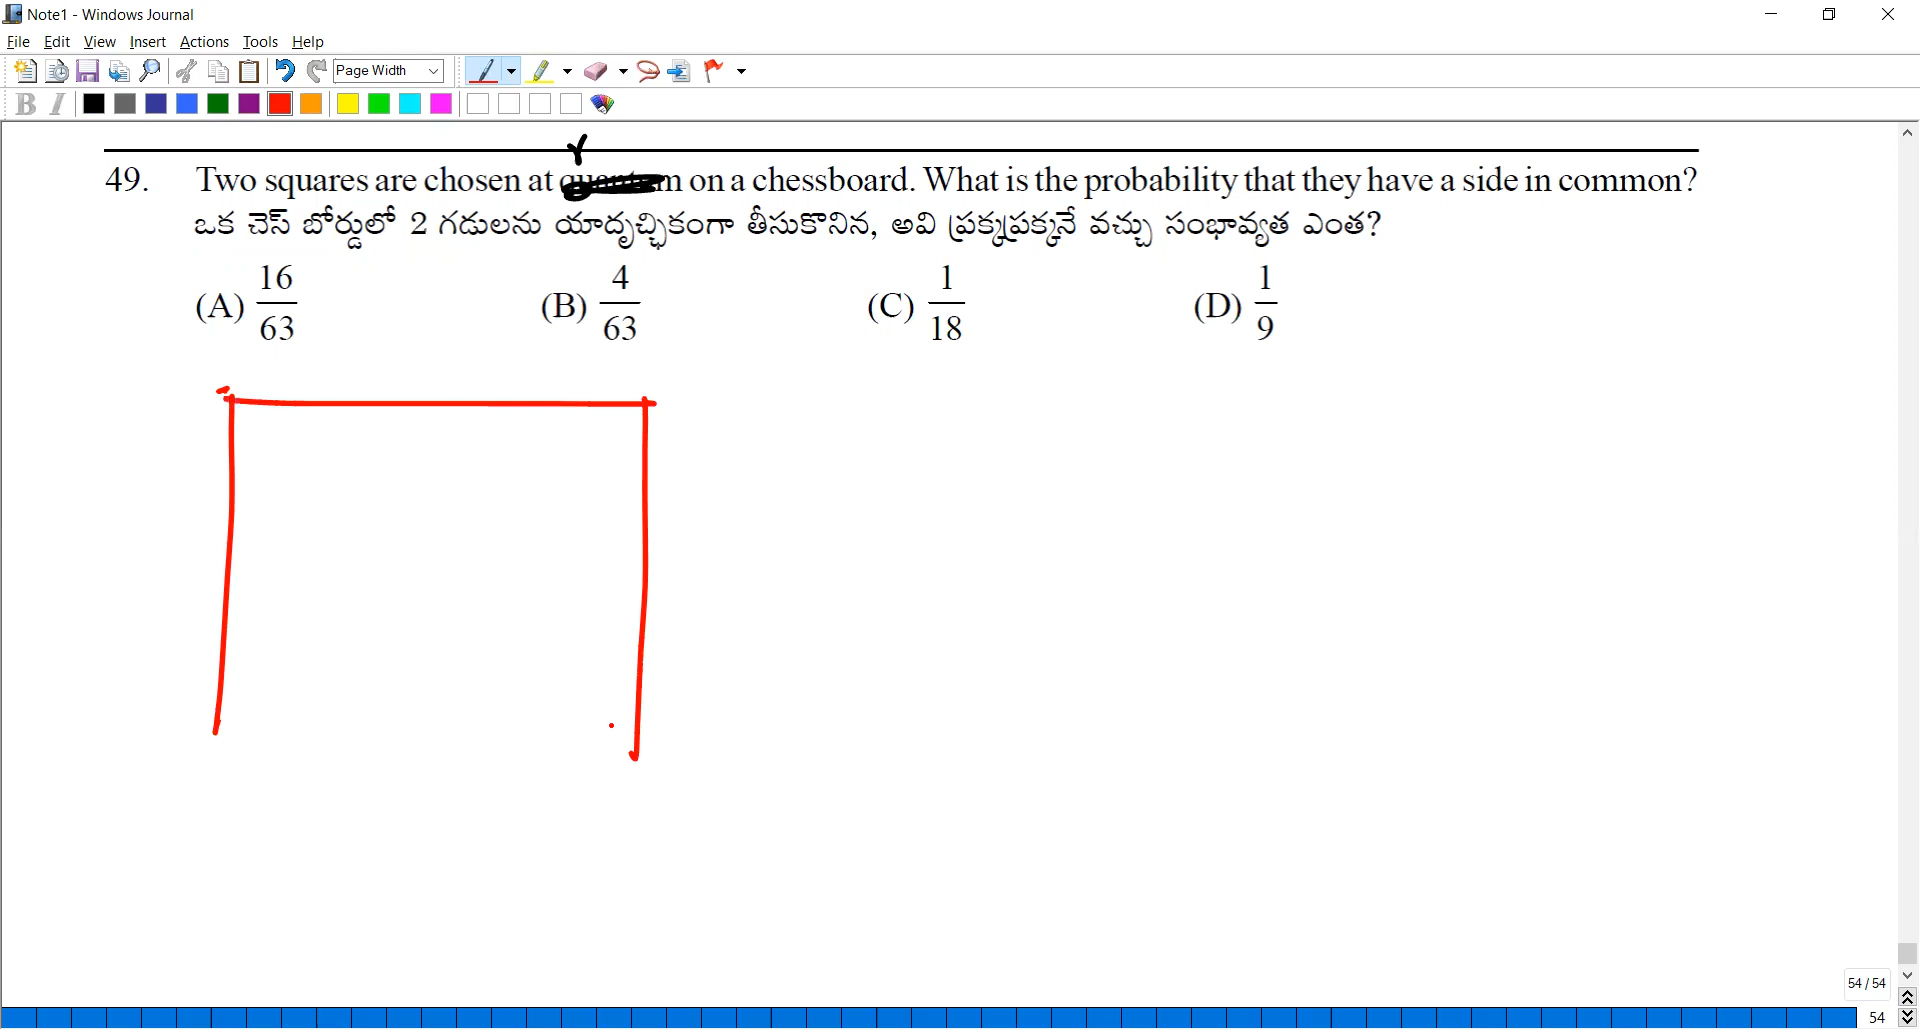 Note1 - Windows Journal
File Edit View Insert Actions Tools Help
Page Width
B I
49. Two squares are chosen at on a chessboard. What is the probability that they have a side in common?
ఒక చెస్ బోర్డులో 2 గడులను యాదృచ్ఛికంగా తీసుకొనిన, అవి ప్రక్కప్రక్కనే వచ్చు సంభావ్యత ఎంత?
(A) 16/63 (B) 4/63 (C) 1/18 (D) 1/9
54 / 54
54